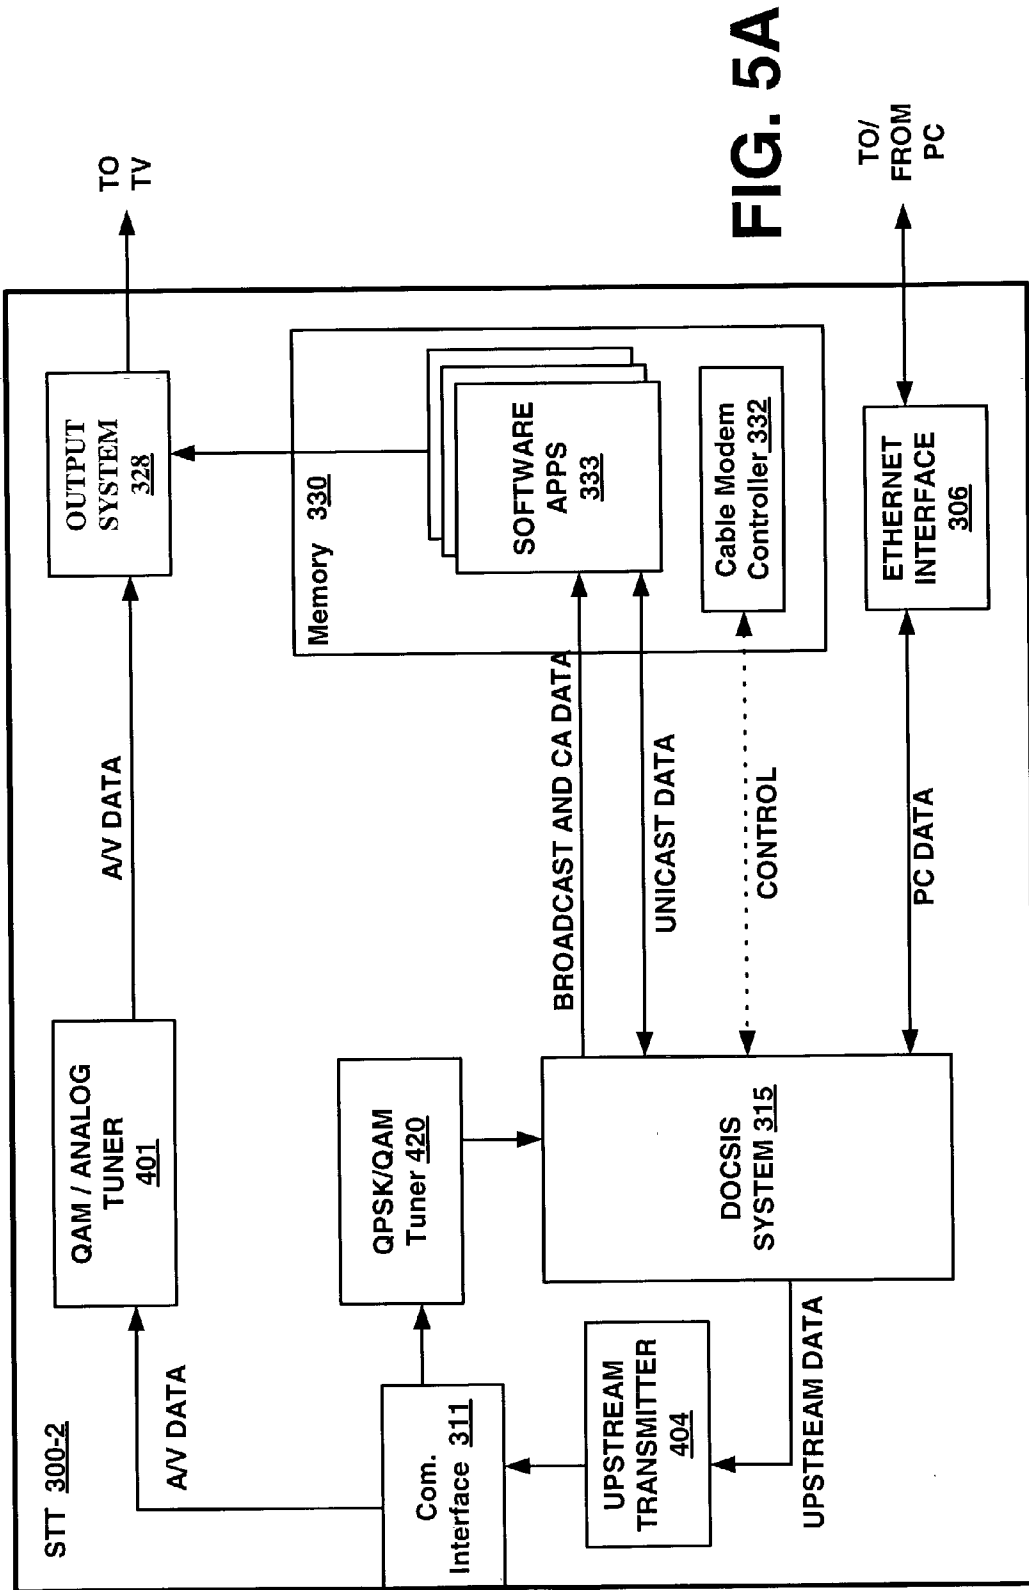 STT 300-2
A/V DATA
QAM / ANALOG
TUNER
401
A/V DATA
OUTPUT
SYSTEM
328
TO
TV
Com.
Interface 311
QPSK/QAM
Tuner 420
Memory 330
SOFTWARE
APPS
333
Cable Modem
Controller 332
BROADCAST AND CA DATA
UNICAST DATA
CONTROL
UPSTREAM
TRANSMITTER
404
UPSTREAM DATA
DOCSIS
SYSTEM 315
PC DATA
ETHERNET
INTERFACE
306
TO/
FROM
PC
FIG. 5A